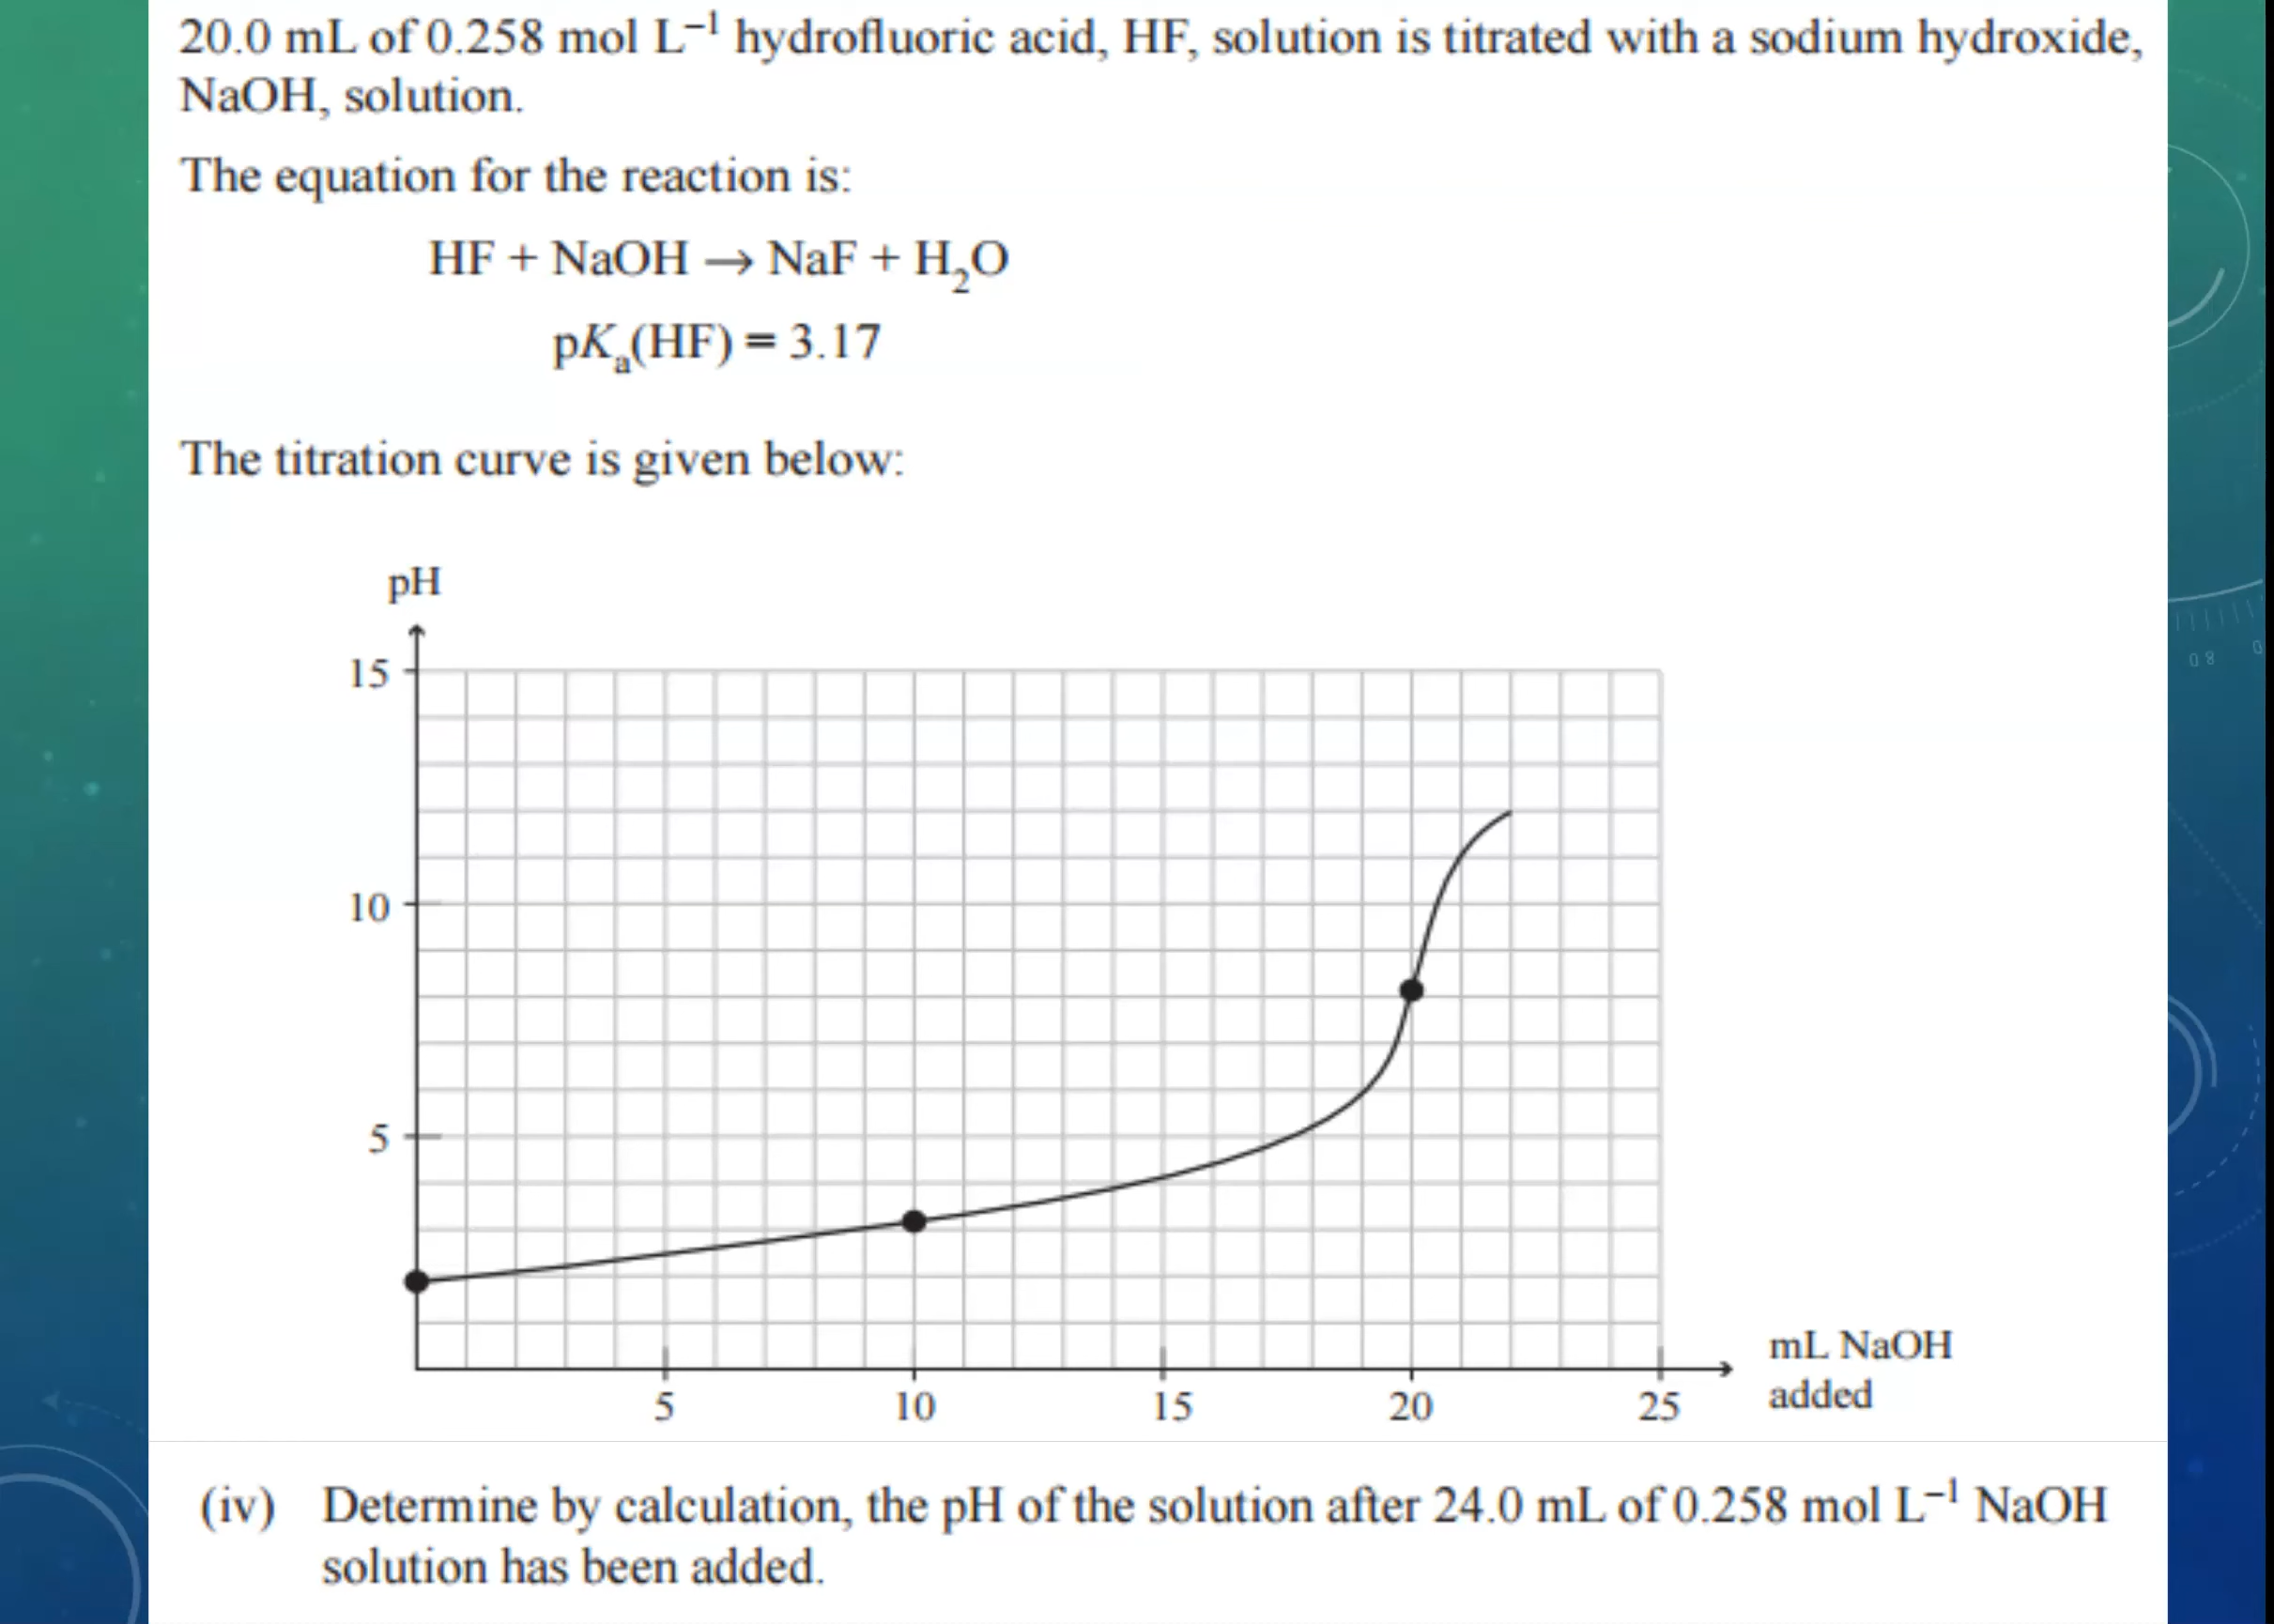 20.0 mL of 0.258 mol L⁻¹ hydrofluoric acid, HF, solution is titrated with a sodium hydroxide,
NaOH, solution.
The equation for the reaction is:
HF + NaOH → NaF + H₂O
pKₐ(HF) = 3.17
The titration curve is given below:
pH
15
10
5
5 10 15 20 25
mL NaOH
added
(iv) Determine by calculation, the pH of the solution after 24.0 mL of 0.258 mol L⁻¹ NaOH
solution has been added.